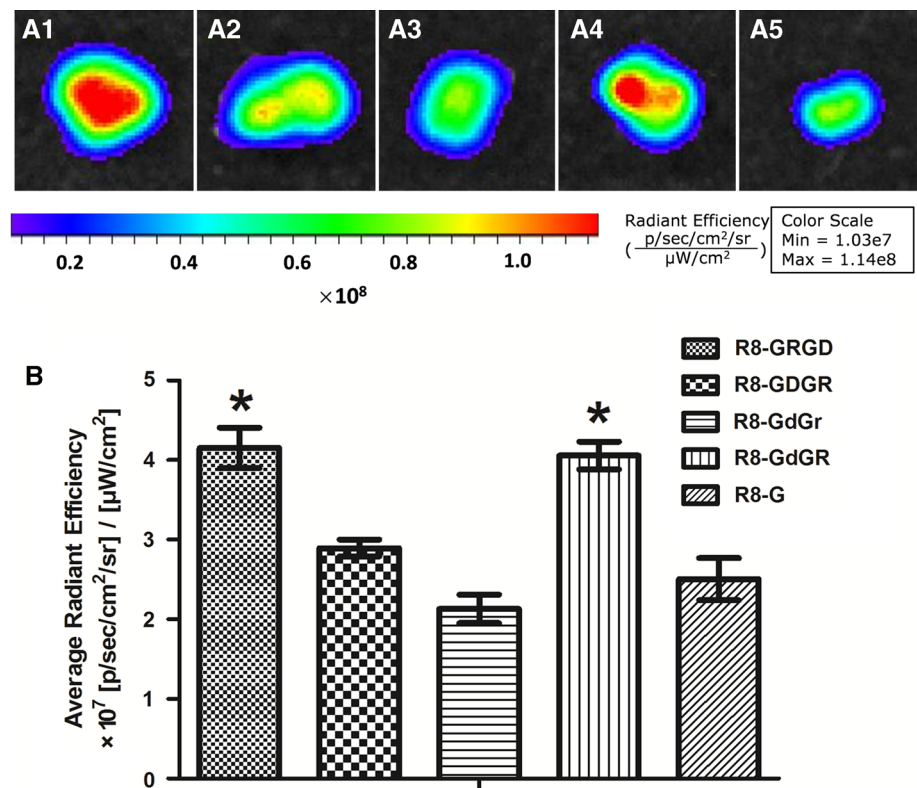 A1 A2 A3 A4 A5
0.2 0.4 0.6 0.8 1.0
×10⁸
Radiant Efficiency
( p/sec/cm²/sr )
µW/cm²
Color Scale
Min = 1.03e7
Max = 1.14e8
B
R8-GRGD
R8-GDGR
R8-GdGr
R8-GdGR
R8-G
Average Radiant Efficiency
× 10⁷ [p/sec/cm²/sr] / [µW/cm²]
5
4
3
2
1
0
* *